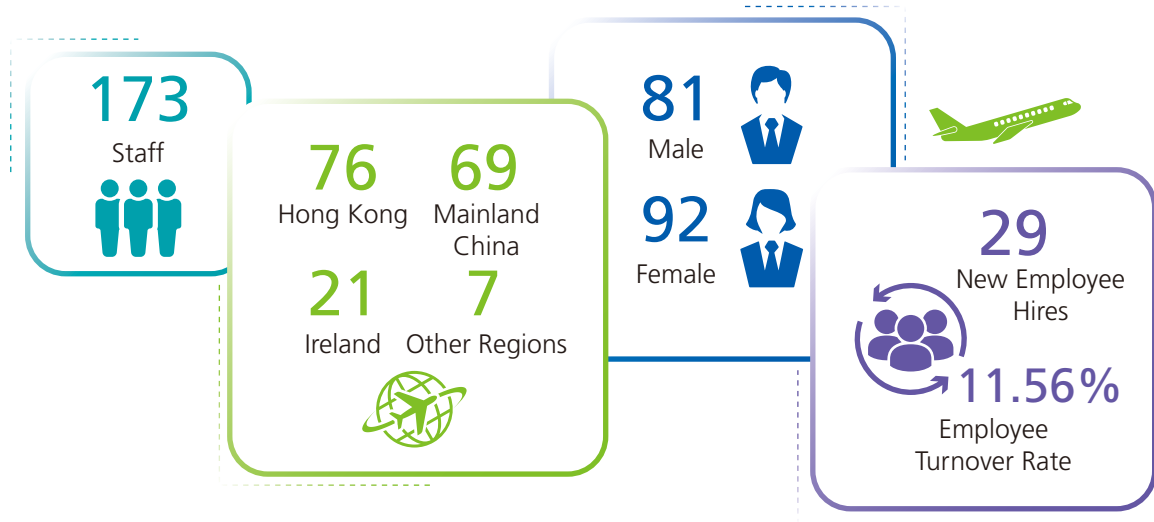 173
Staff
76
Hong Kong
69
Mainland
China
21
Ireland
7
Other Regions
81
Male
92
Female
29
New Employee
Hires
11.56%
Employee
Turnover Rate